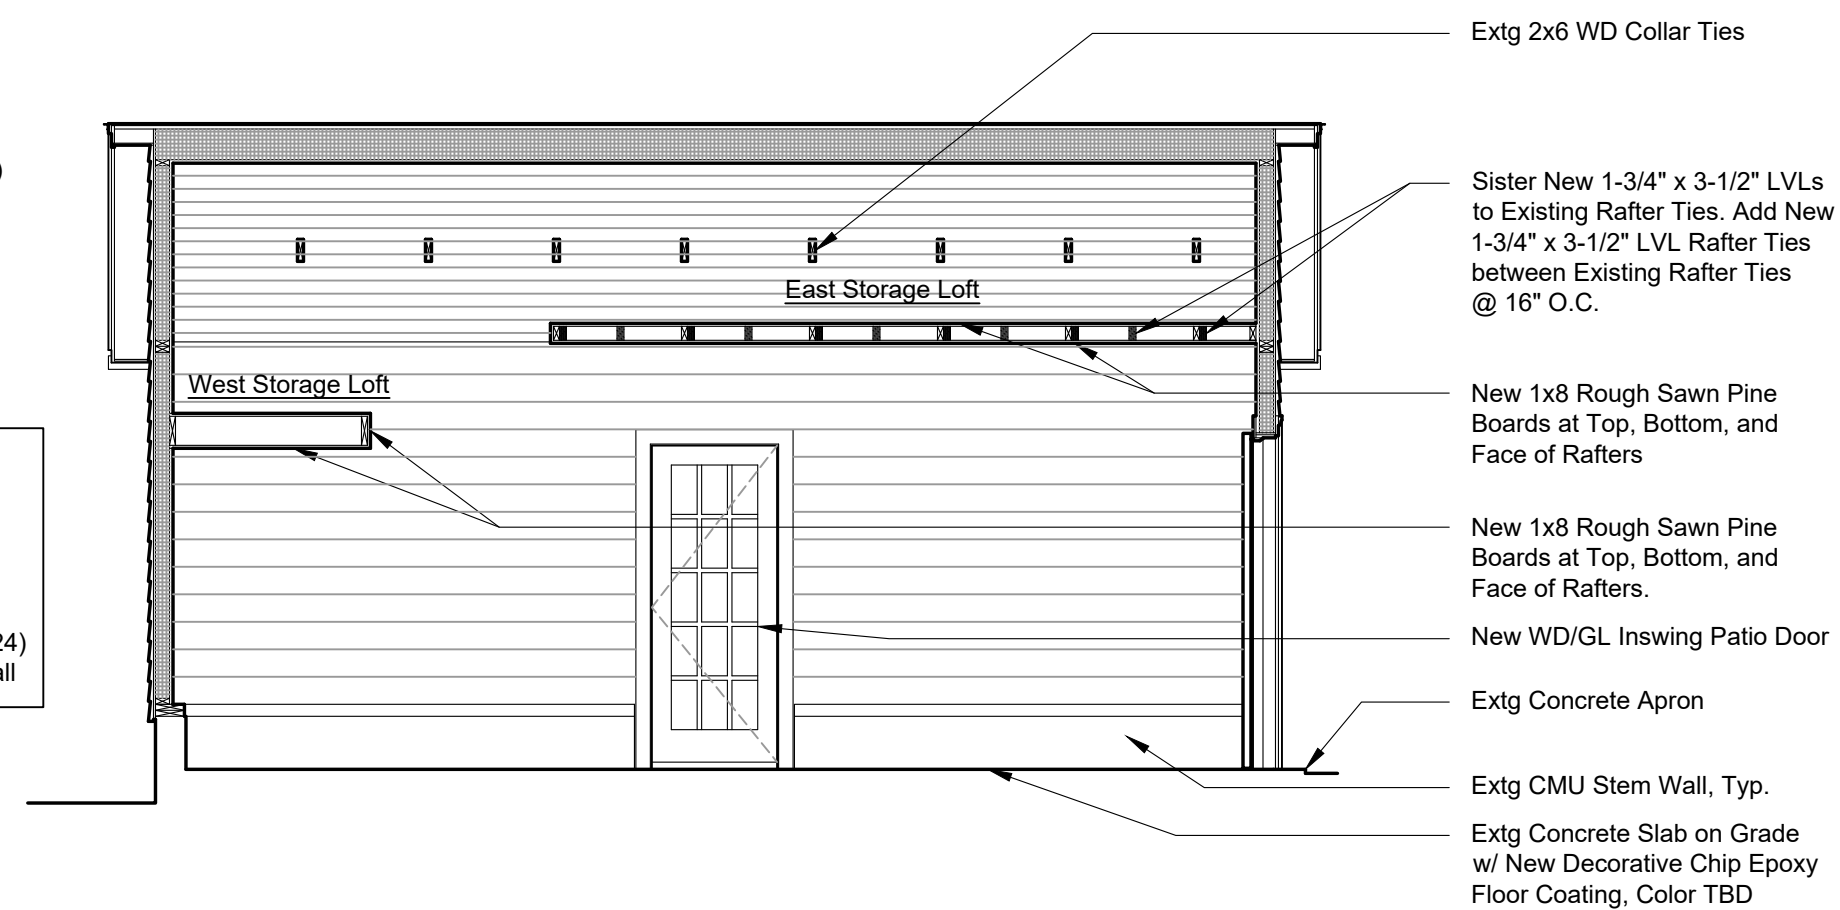 Extg 2x6 WD Collar Ties
)
Sister New 1-3/4" x 3-1/2" LVLs
to Existing Rafter Ties. Add New
1-3/4" x 3-1/2" LVL Rafter Ties
between Existing Rafter Ties
@ 16" O.C.
East Storage Loft
West Storage Loft
New 1x8 Rough Sawn Pine
Boards at Top, Bottom, and
Face of Rafters
New 1x8 Rough Sawn Pine
Boards at Top, Bottom, and
Face of Rafters.
24)
all
New WD/GL Inswing Patio Door
Extg Concrete Apron
Extg CMU Stem Wall, Typ.
Extg Concrete Slab on Grade
w/ New Decorative Chip Epoxy
Floor Coating, Color TBD